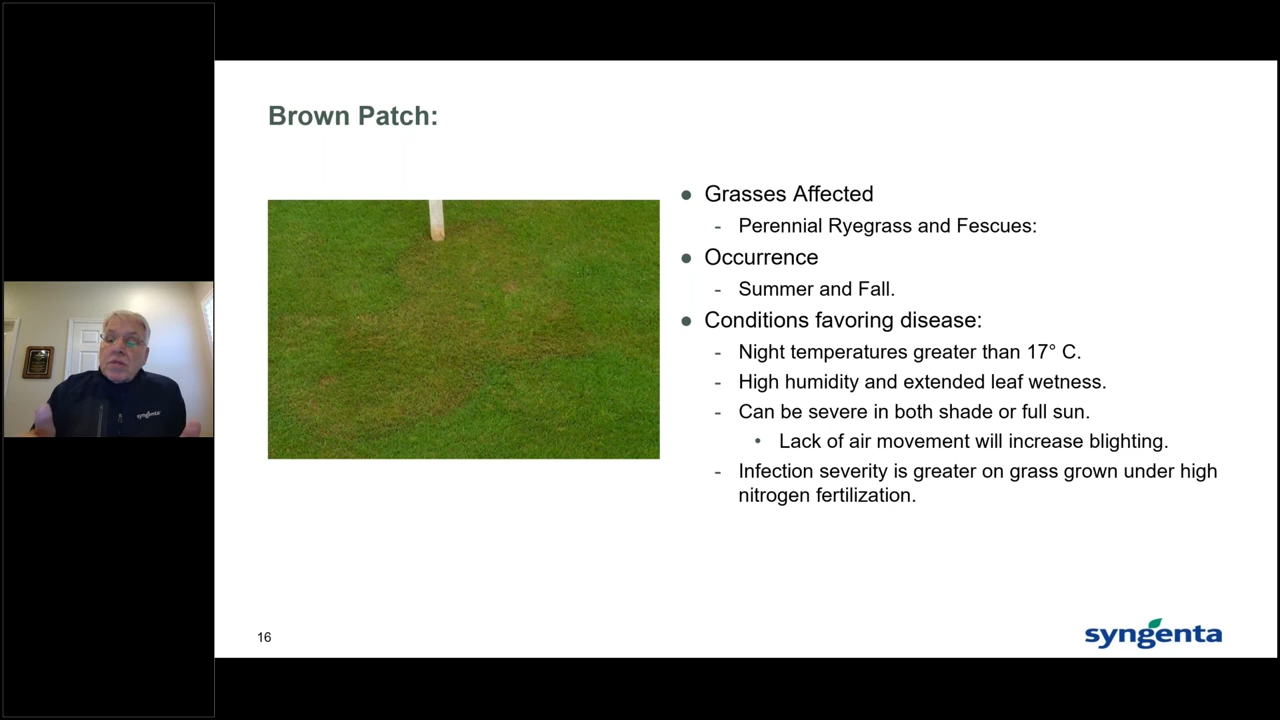 Brown Patch:
● Grasses Affected
- Perennial Ryegrass and Fescues:
● Occurrence
- Summer and Fall.
● Conditions favoring disease:
- Night temperatures greater than 17° C.
- High humidity and extended leaf wetness.
- Can be severe in both shade or full sun.
• Lack of air movement will increase blighting.
- Infection severity is greater on grass grown under high
nitrogen fertilization.
syngenta
16
syngenta